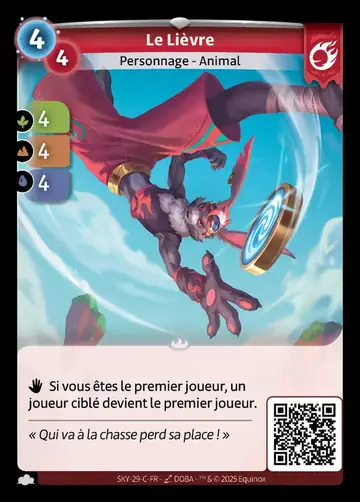 4
Le Lièvre
4
Personnage - Animal
4
4
4
Si vous êtes le premier joueur, un
joueur ciblé devient le premier joueur.
« Qui va à la chasse perd sa place ! »
SKY-29-C-FR - DOBA - ™ & © 2025 Equinox